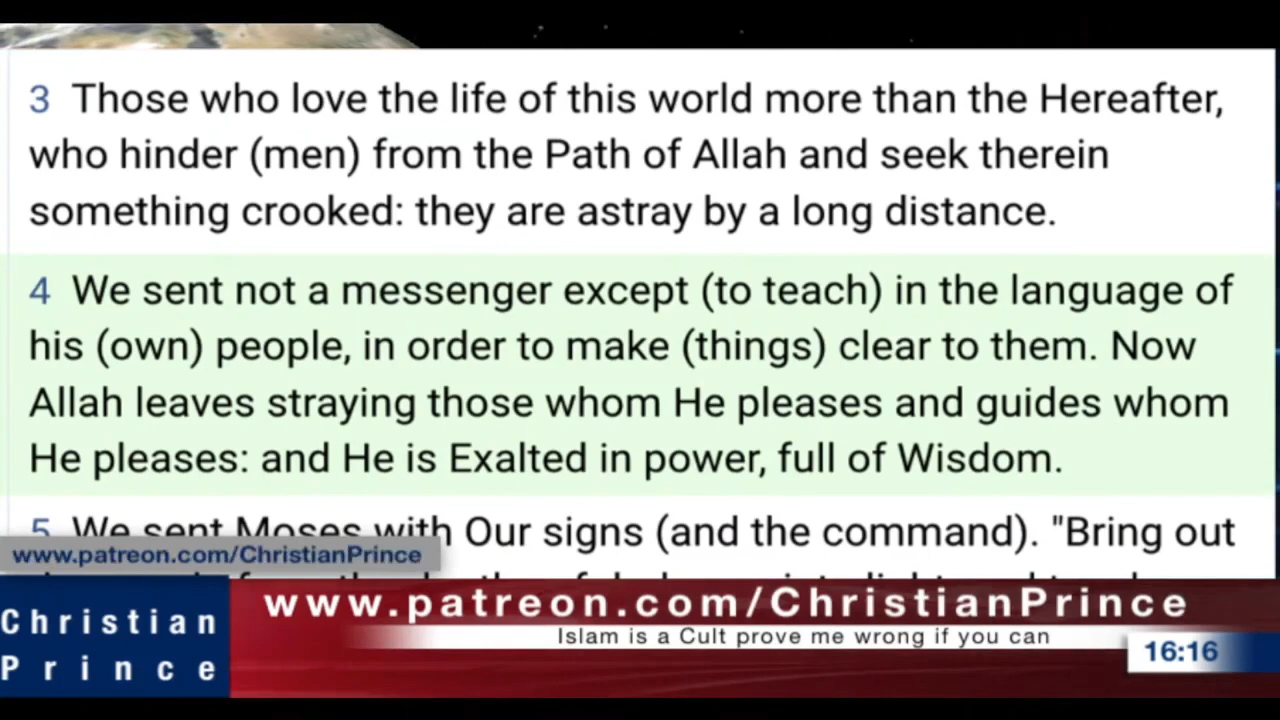 3 Those who love the life of this world more than the Hereafter,
who hinder (men) from the Path of Allah and seek therein
something crooked: they are astray by a long distance.
4 We sent not a messenger except (to teach) in the language of
his (own) people, in order to make (things) clear to them. Now
Allah leaves straying those whom He pleases and guides whom
He pleases: and He is Exalted in power, full of Wisdom.
5 We sent Moses with Our signs (and the command). "Bring out
www.patreon.com/ChristianPrince
www.patreon.com/ChristianPrince
Islam is a Cult prove me wrong if you can
Christian
Prince
16:16